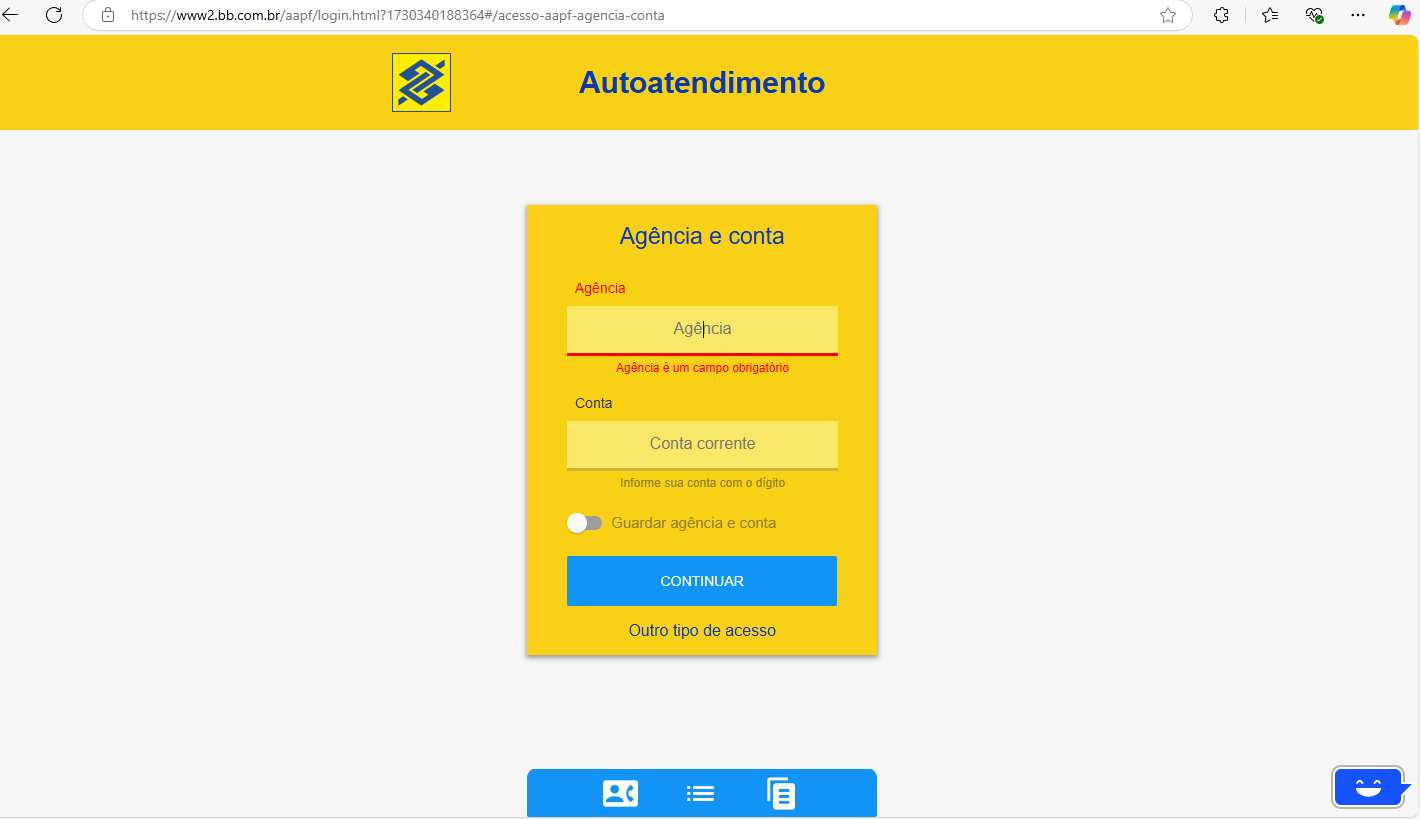 https://www2.bb.com.br/aapf/login.html?1730340188364#/acesso-aapf-agencia-conta
Autoatendimento
Agência e conta
Agência
Agência
Agência é um campo obrigatório
Conta
Conta corrente
Informe sua conta com o dígito
Guardar agência e conta
CONTINUAR
Outro tipo de acesso